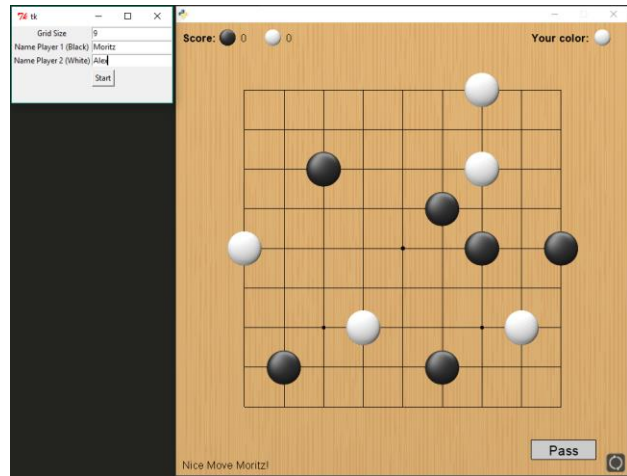 tk
Grid Size 9
Name Player 1 (Black) Moritz
Name Player 2 (White) Alex
Start
Score: 0 0
Your color:
Pass
Nice Move Moritz!